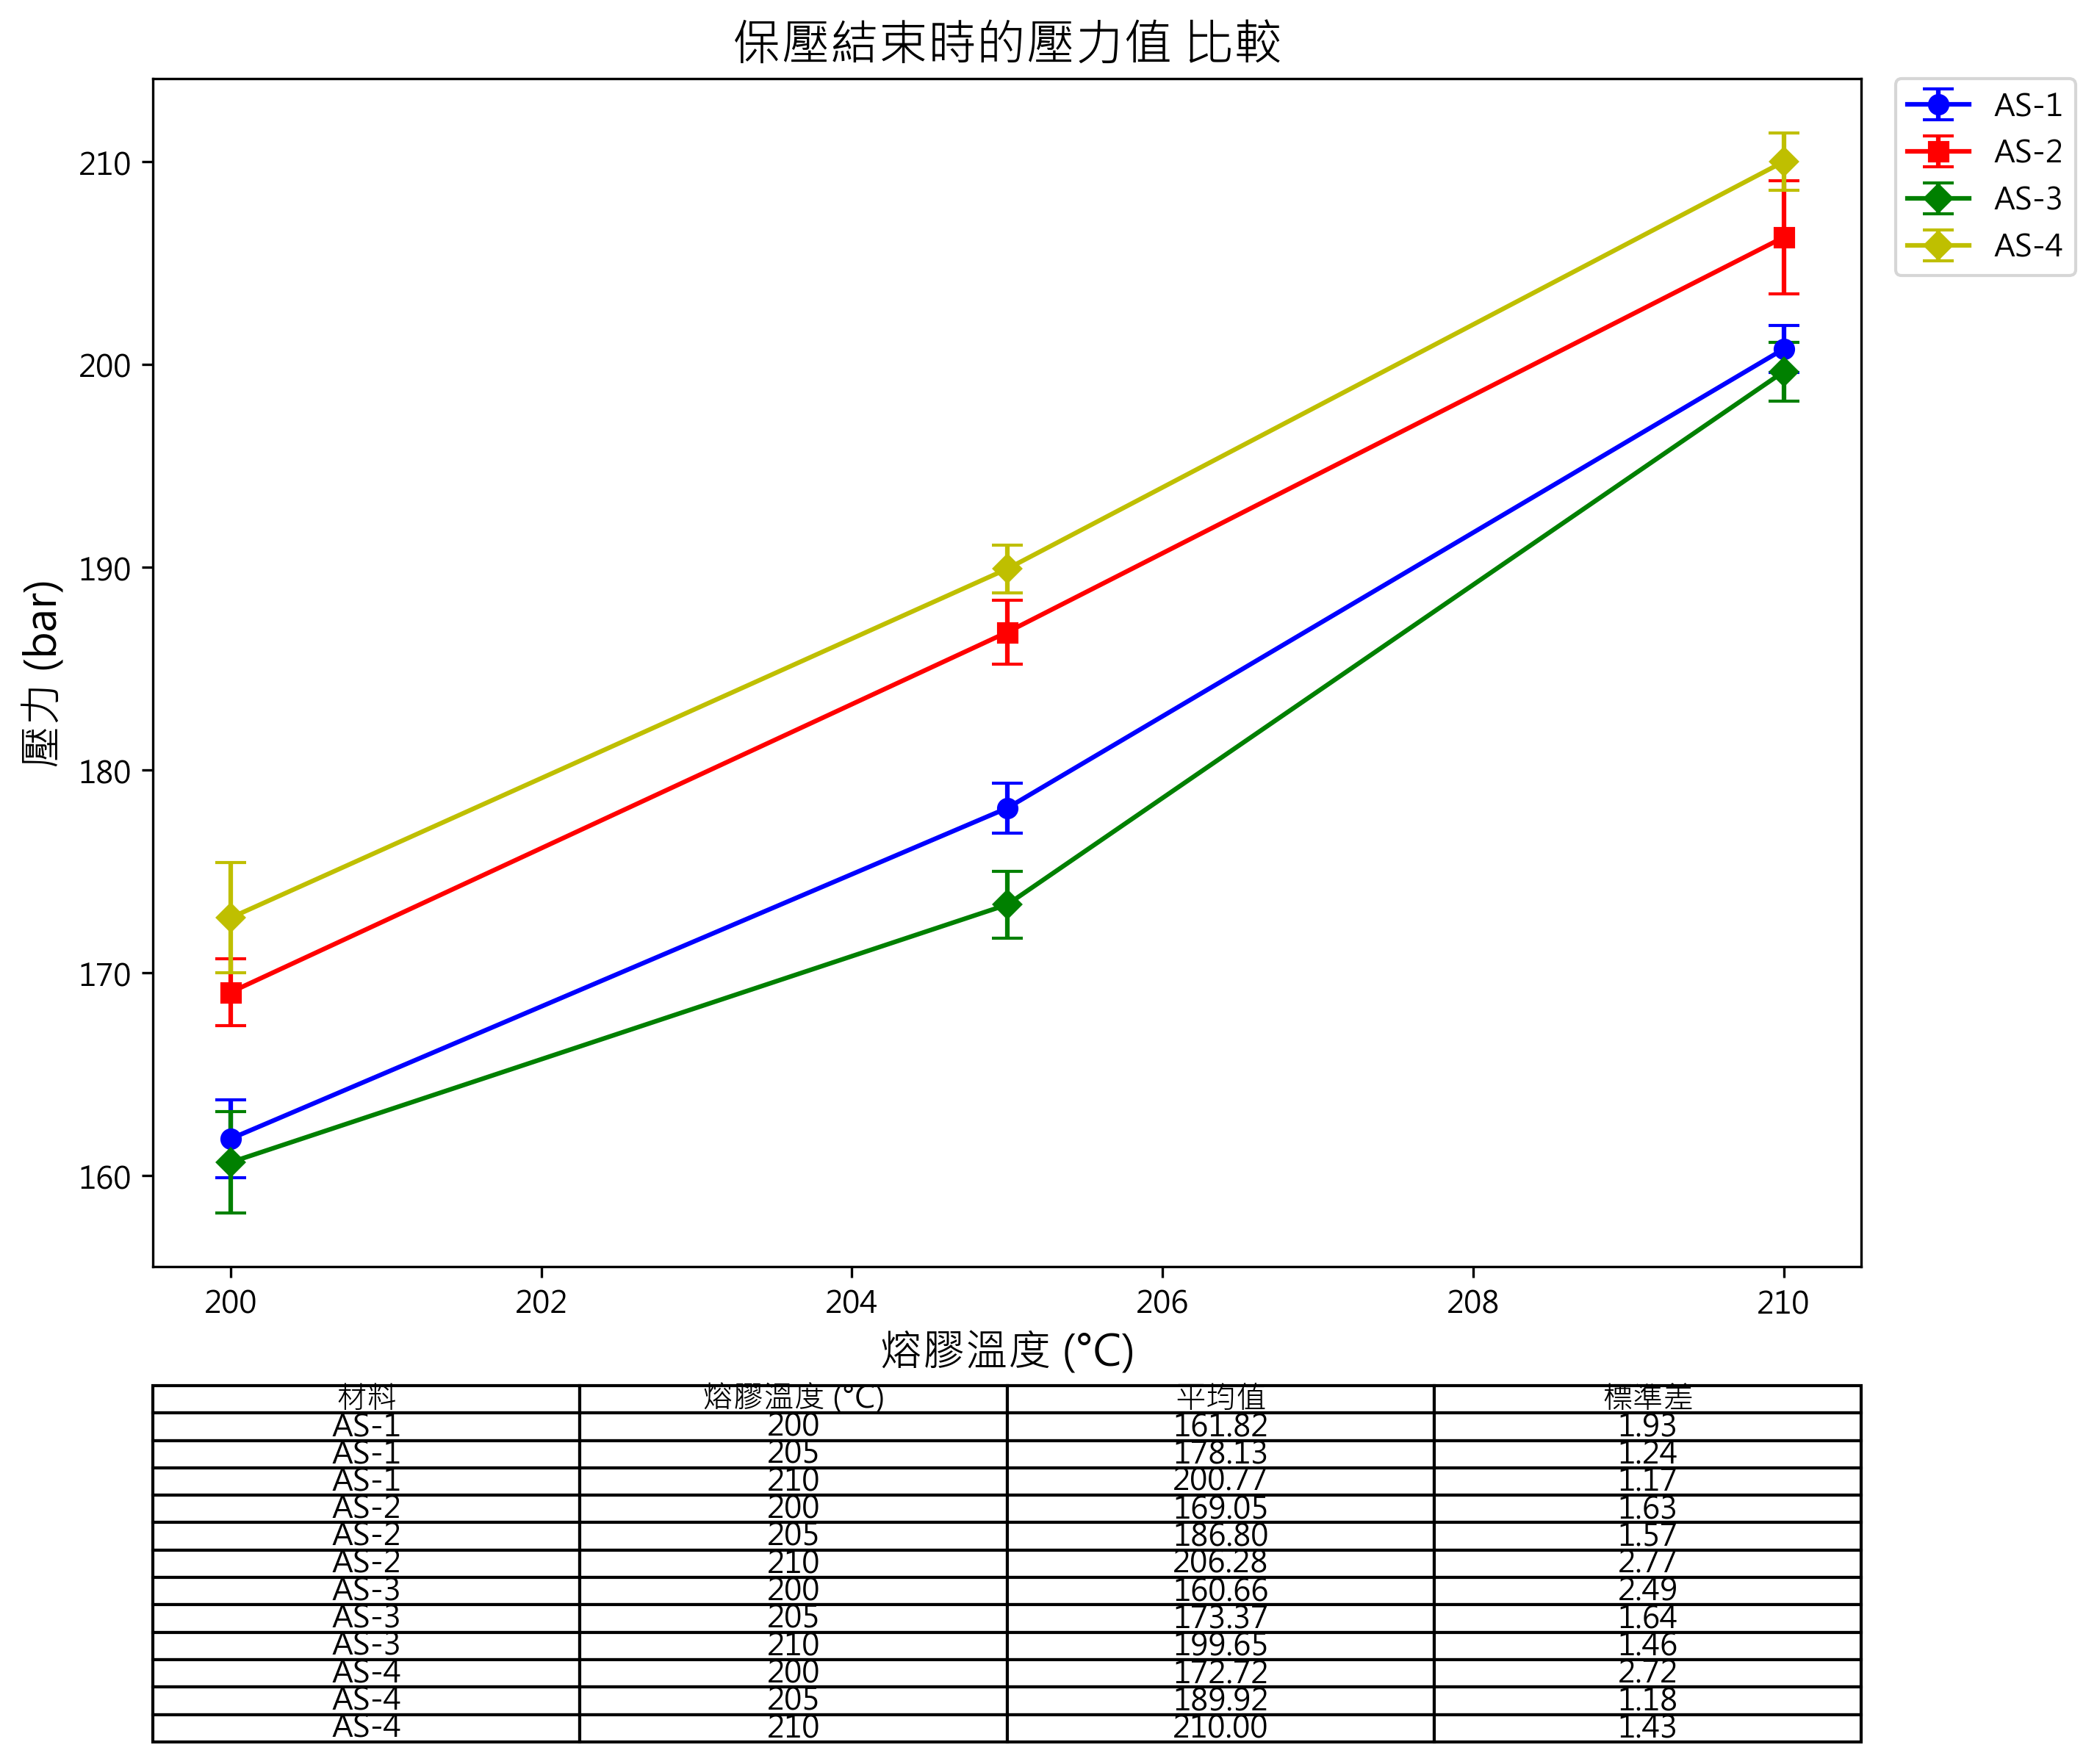 保壓結束時的壓力值 比較
AS-1
AS-2
AS-3
AS-4
壓力 (bar)
210
200
190
180
170
160
200 202 204 206 208 210
熔膠溫度 (°C)
材料 熔膠溫度 (°C) 平均值 標準差
AS-1 200 161.82 1.93
AS-1 205 178.13 1.24
AS-1 210 200.77 1.17
AS-2 200 169.05 1.63
AS-2 205 186.80 1.57
AS-2 210 206.28 2.77
AS-3 200 160.66 2.49
AS-3 205 173.37 1.64
AS-3 210 199.65 1.46
AS-4 200 172.72 2.72
AS-4 205 189.92 1.18
AS-4 210 210.00 1.43